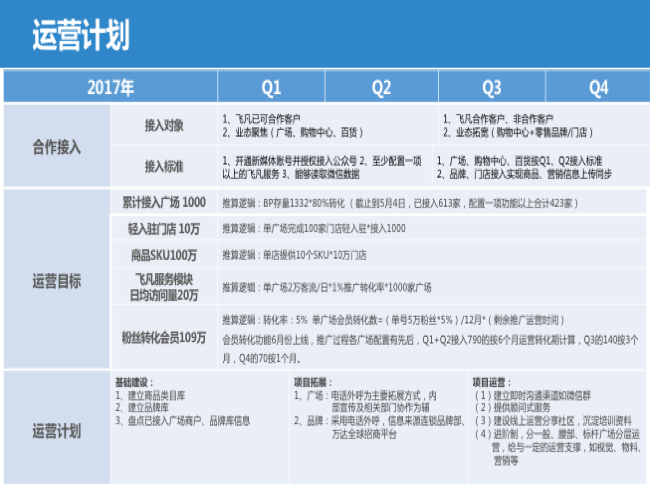 运营计划
2017年 Q1 Q2 Q3 Q4
合作接入
接入对象
1、飞凡已可合作客户
2、业态聚焦（广场、购物中心、百货）
1、飞凡合作客户、非合作客户
2、业态拓宽（购物中心+零售品牌/门店）
接入标准
1、开通新媒体账号并授权接入公众号 2、至少配置一项
以上的飞凡服务 3、能够读取微信数据
1、广场、购物中心、百货按Q1、Q2接入标准
2、品牌、门店接入实现商品、营销信息上传同步
运营目标
累计接入广场 1000
推算逻辑：BP存量1332*80%转化（截止到5月4日，已接入613家，配置一项功能以上合计423家）
轻入驻门店 10万
推算逻辑：单广场完成100家门店轻入驻*接入1000
商品SKU100万
推算逻辑：单店提供10个SKU*10万门店
飞凡服务模块
日均访问量20万
推算逻辑：单广场2万客流/日*1%推广转化率*1000家广场
粉丝转化会员109万
推算逻辑：转化率：5% 单广场会员转化数=（单号5万粉丝*5%）/12月*（剩余推广运营时间）
会员转化功能6月份上线，推广过程各广场配置有先后，Q1+Q2接入790的按6个月运营转化期计算，Q3的140按3个
月，Q4的70按1个月。
运营计划
基础建设：
1、建立商品类目库
2、建立品牌库
3、盘点已接入广场商户、品牌库信息
项目拓展：
1、广场：电话外呼为主要拓展方式，内
部宣传及相关部门协作为辅
2、品牌：采用电话外呼，信息来源连锁品牌部、
万达全球招商平台
项目运营：
（1）建立即时沟通渠道如微信群
（2）提供顾问式服务
（3）建设线上运营分享社区，沉淀培训资料
（4）进阶制，分一般、腰部、标杆广场分层运
营，给与一定的运营支撑，如视觉、物料、
营销等